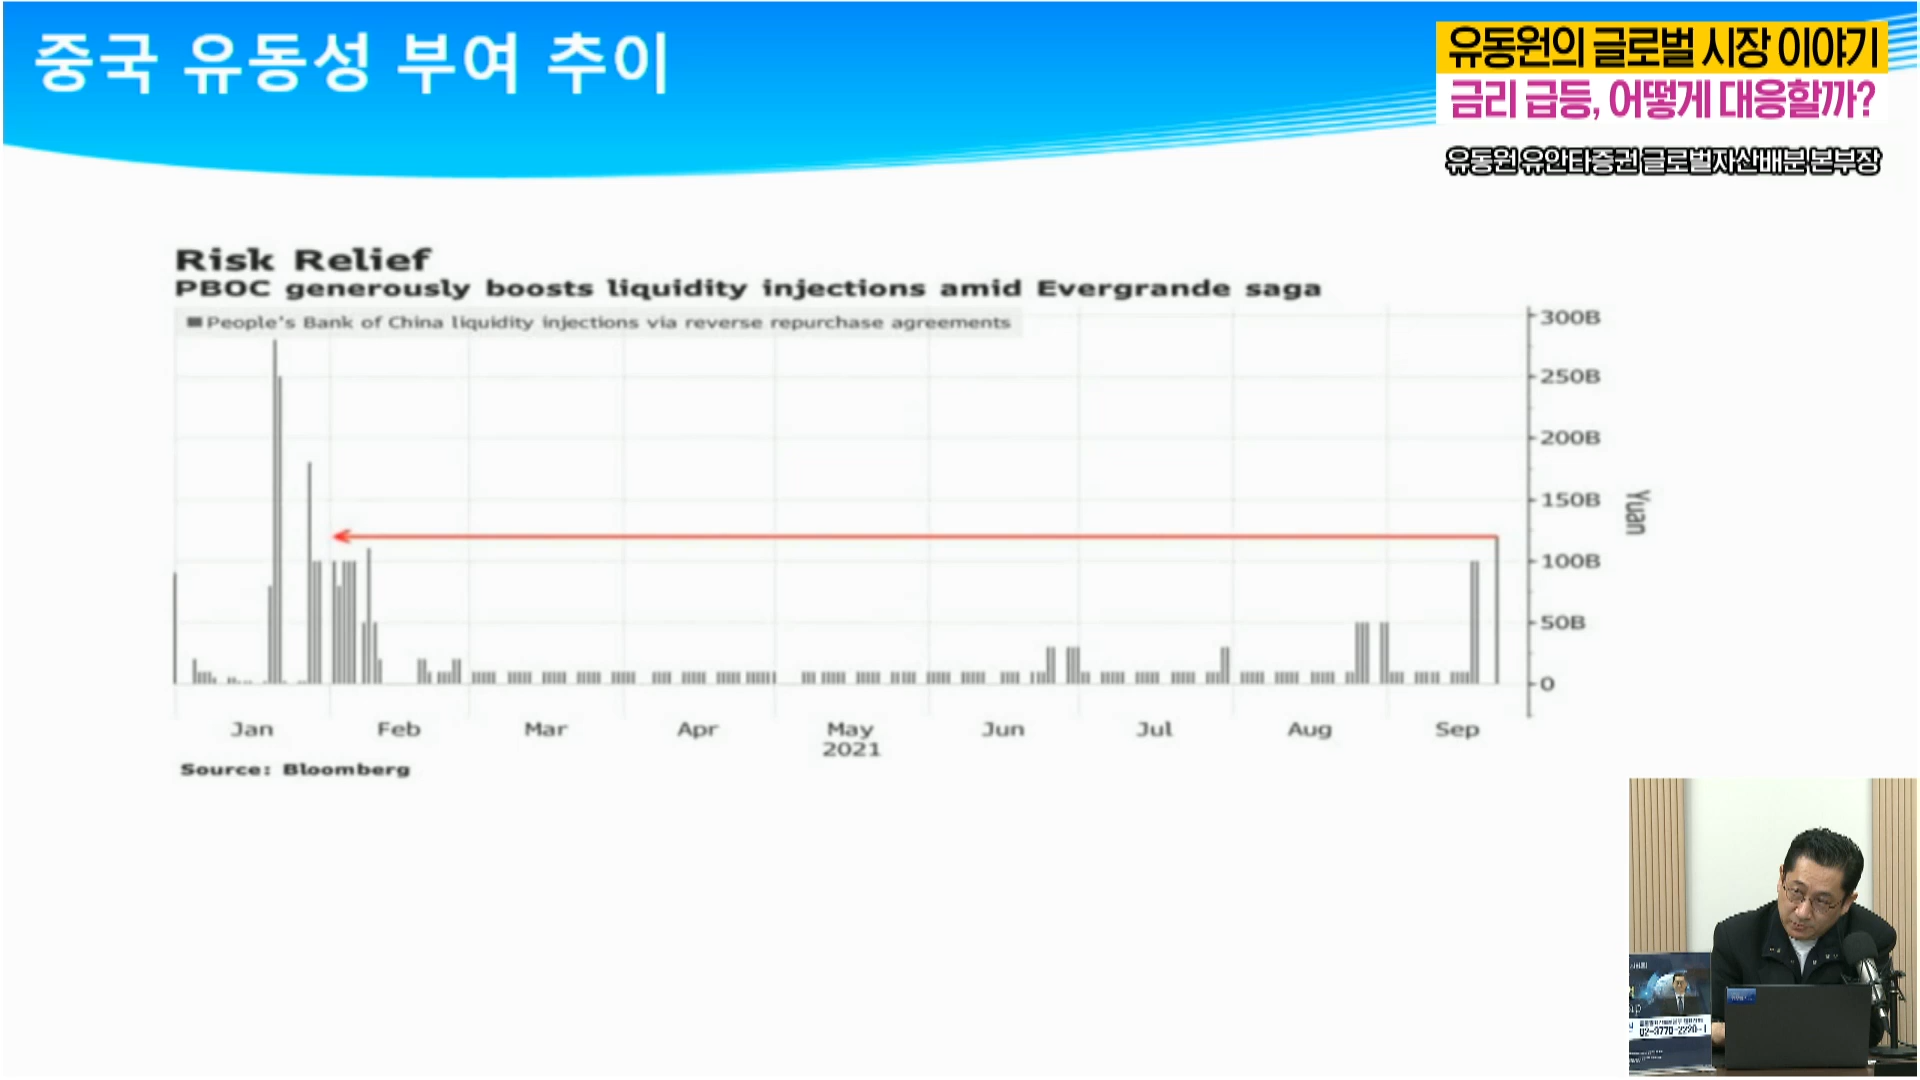 중국 유동성 부여 추이
유동원의 글로벌 시장 이야기
금리 급등, 어떻게 대응할까?
유동원 유안타증권 글로벌자산배분 본부장
Risk Relief
PBOC generously boosts liquidity injections amid Evergrande saga
People's Bank of China liquidity injections via reverse repurchase agreements
300B
250B
200B
150B
100B
50B
0
Yuan
Jan Feb Mar Apr May Jun Jul Aug Sep
2021
Source: Bloomberg
02-3770-2220~1